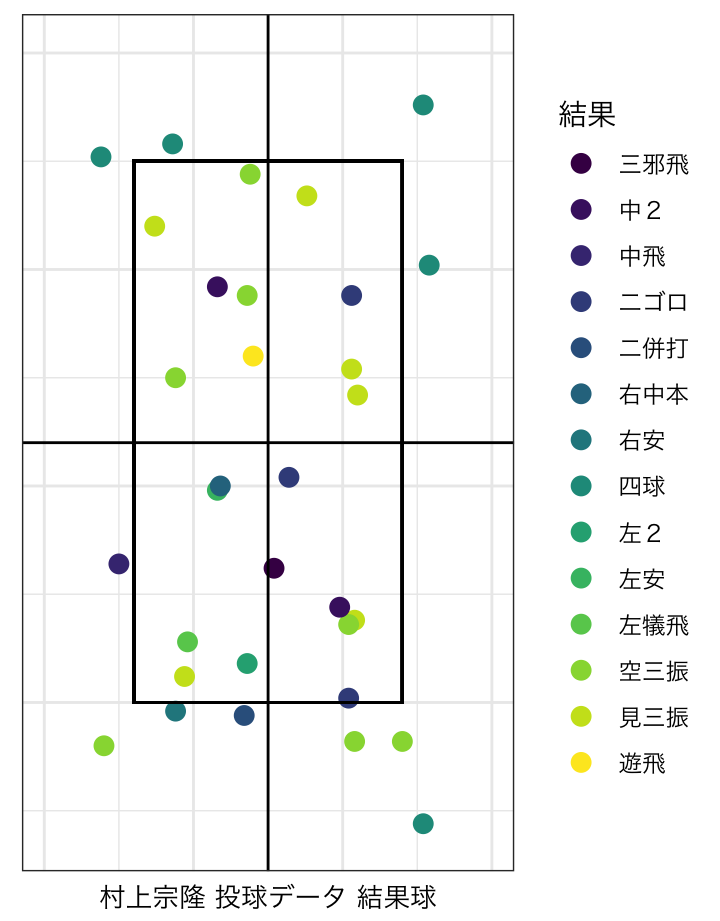 結果
三邪飛
中２
中飛
二ゴロ
二併打
右中本
右安
四球
左２
左安
左犠飛
空三振
見三振
遊飛
村上宗隆 投球データ 結果球